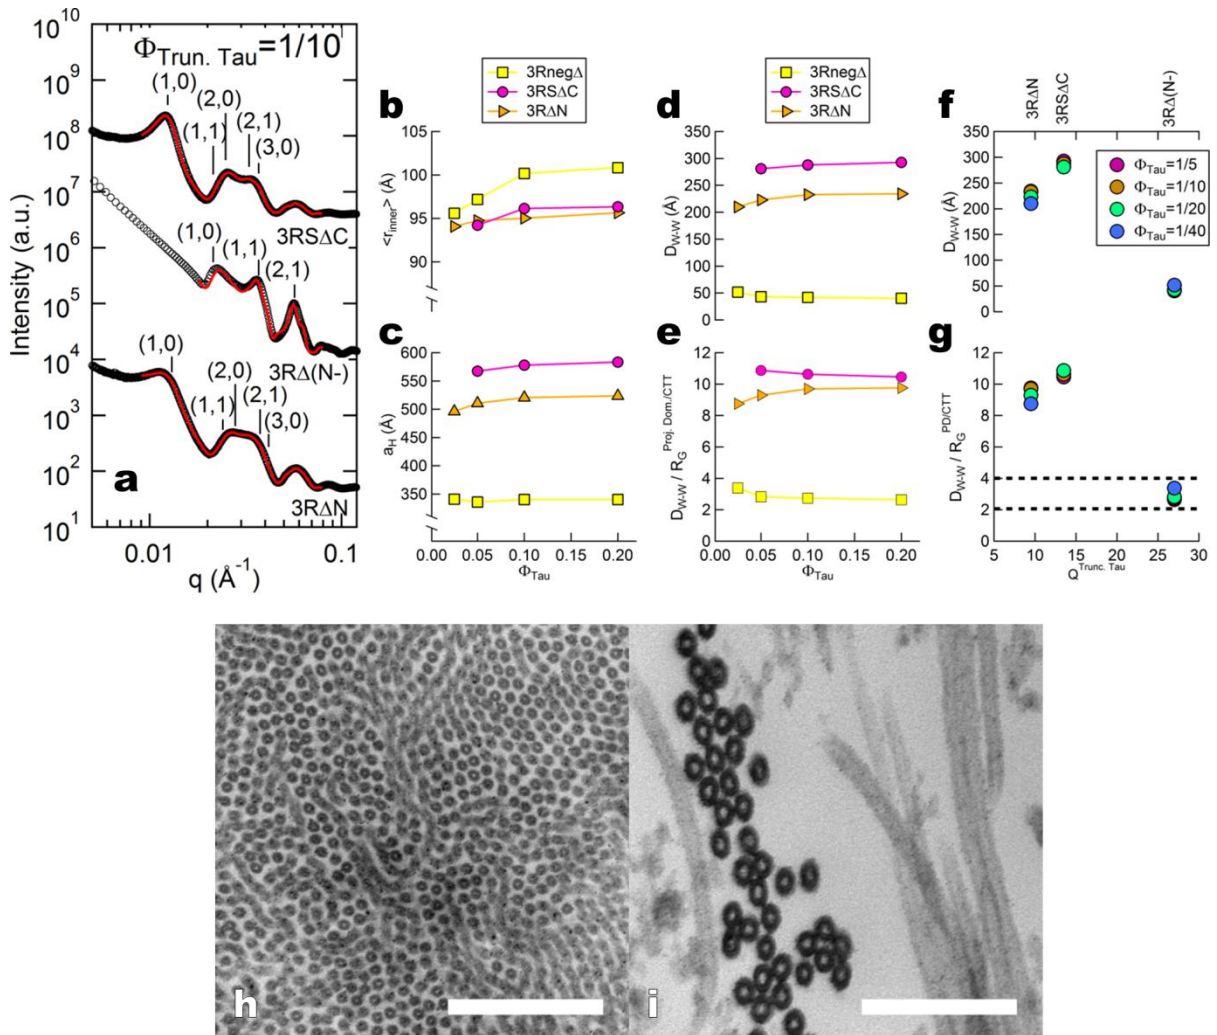 Φ_Trun. Tau=1/10
10^10
10^9
10^8
10^7
10^6
10^5
10^4
10^3
10^2
10^1
Intensity (a.u.)
(1,0)
(2,0)
(1,1)
(2,1)
(3,0)
3RSΔC
(1,0)
(1,1)
(2,1)
3RΔ(N-)
(1,0)
(2,0)
(1,1)
(2,1)
(3,0)
3RΔN
a
0.01
0.1
q (Å^-1)
3RnegΔ
3RSΔC
3RΔN
b
105
100
95
90
<r_inner> (Å)
c
600
550
500
450
400
350
a_H (Å)
0.00 0.05 0.10 0.15 0.20
Φ_Tau
3RnegΔ
3RSΔC
3RΔN
d
350
300
250
200
150
100
50
0
D_W-W (Å)
e
12
10
8
6
4
2
0
D_W-W / R_G^Proj. Dom./CTT
0.00 0.05 0.10 0.15 0.20
Φ_Tau
3RΔN
3RSΔC
3RΔ(N-)
f
350
300
250
200
150
100
50
0
D_W-W (Å)
Φ_Tau=1/5
Φ_Tau=1/10
Φ_Tau=1/20
Φ_Tau=1/40
g
12
10
8
6
4
2
0
D_W-W / R_G^PD/CTT
5 10 15 20 25 30
Q^Trunc. Tau
h
i